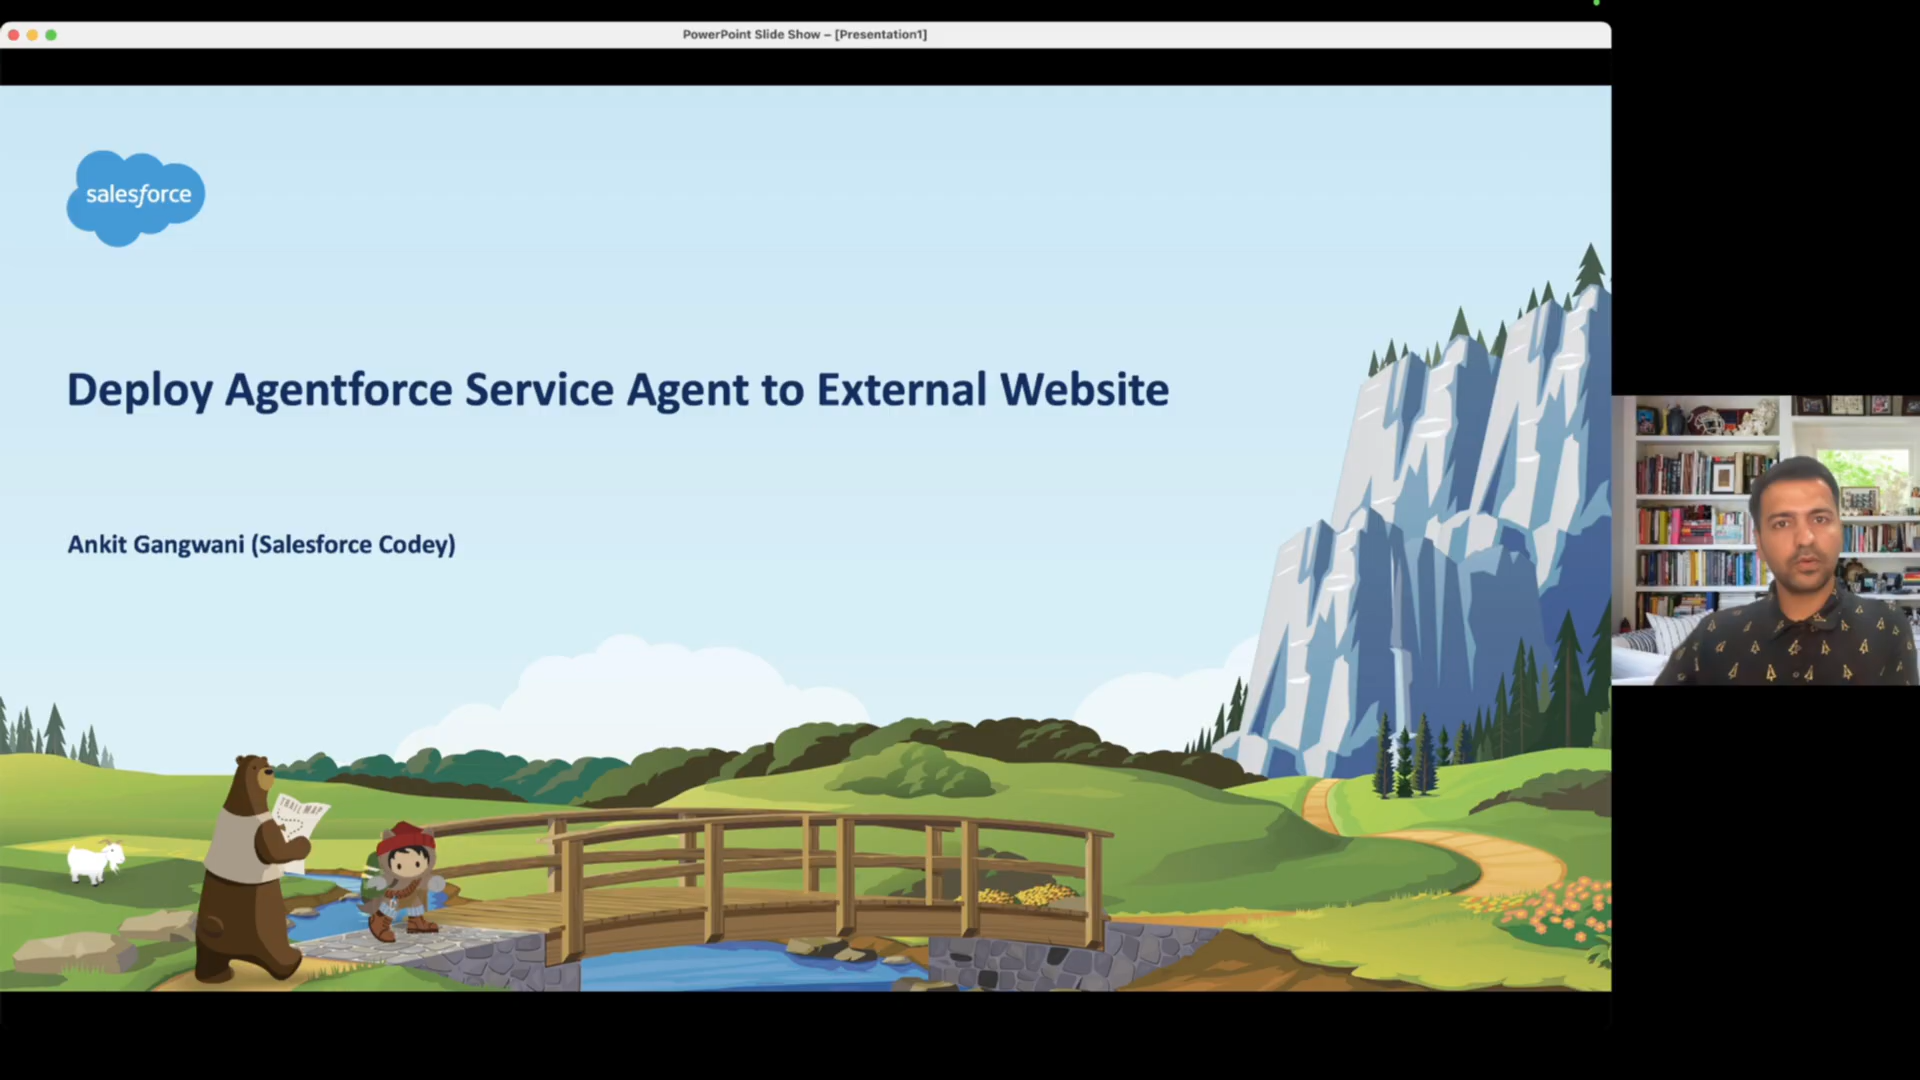 PowerPoint Slide Show – [Presentation1]
salesforce
Deploy Agentforce Service Agent to External Website
Ankit Gangwani (Salesforce Codey)
TRAIL MAP